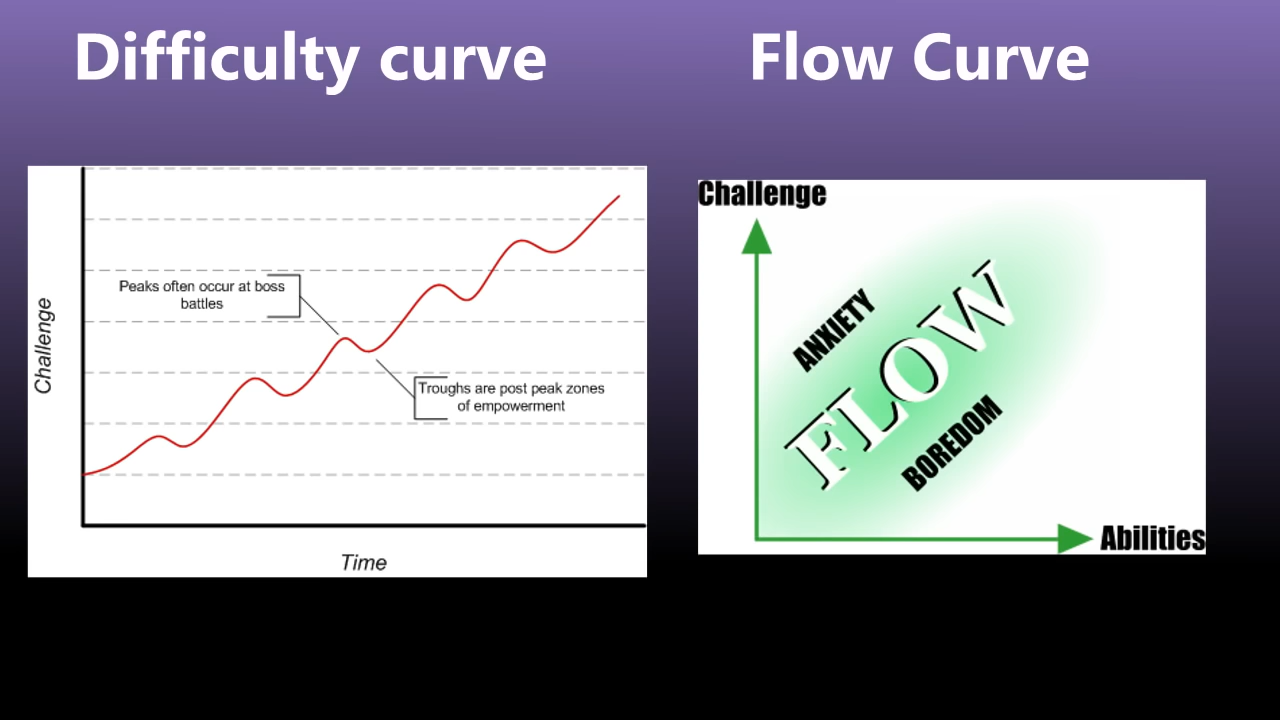 Difficulty curve
Flow Curve
Challenge
Peaks often occur at boss
battles
Troughs are post peak zones
of empowerment
Time
Challenge
ANXIETY
FLOW
BOREDOM
Abilities